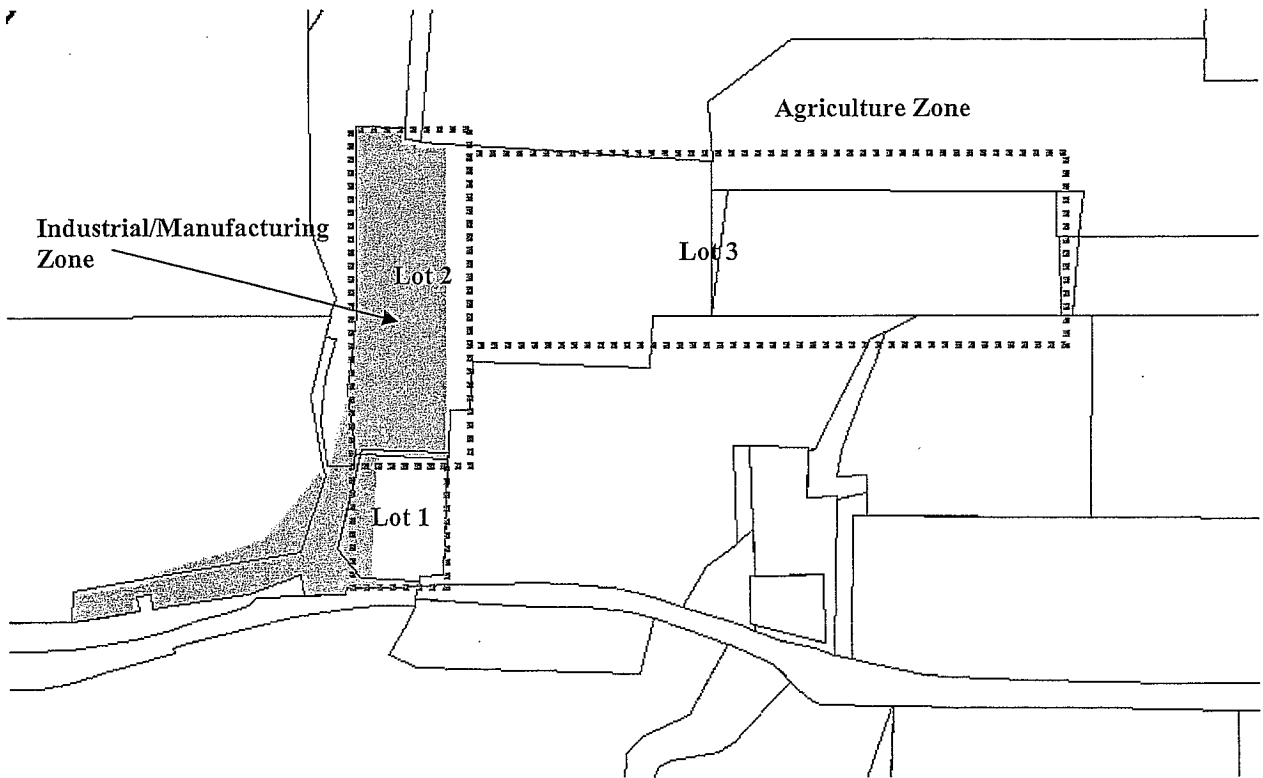 Agriculture Zone
Industrial/Manufacturing
Zone
Lot 2
Lot 3
Lot 1